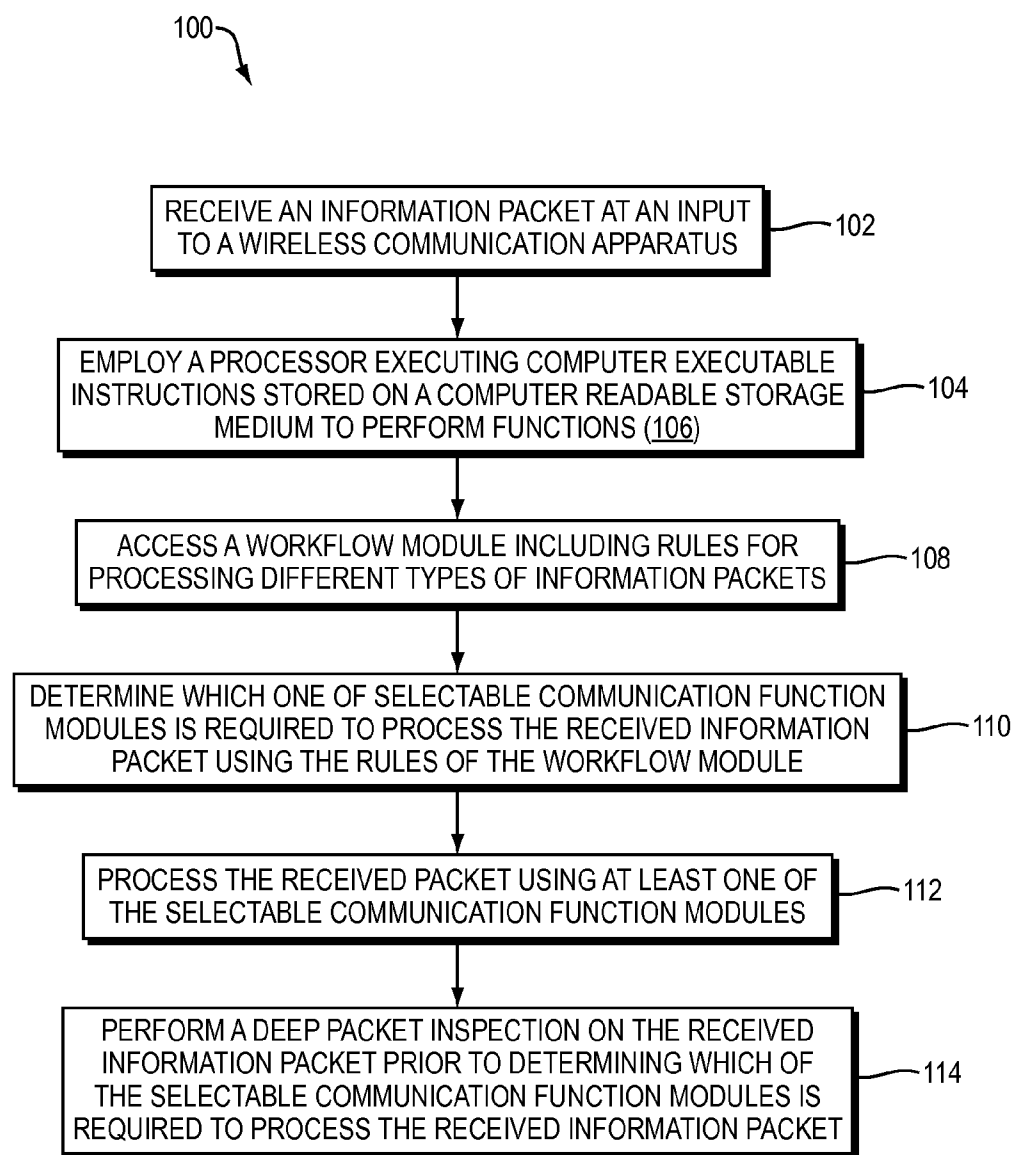 100
RECEIVE AN INFORMATION PACKET AT AN INPUT
TO A WIRELESS COMMUNICATION APPARATUS
102
EMPLOY A PROCESSOR EXECUTING COMPUTER EXECUTABLE
INSTRUCTIONS STORED ON A COMPUTER READABLE STORAGE
MEDIUM TO PERFORM FUNCTIONS (106)
104
ACCESS A WORKFLOW MODULE INCLUDING RULES FOR
PROCESSING DIFFERENT TYPES OF INFORMATION PACKETS
108
DETERMINE WHICH ONE OF SELECTABLE COMMUNICATION FUNCTION
MODULES IS REQUIRED TO PROCESS THE RECEIVED INFORMATION
PACKET USING THE RULES OF THE WORKFLOW MODULE
110
PROCESS THE RECEIVED PACKET USING AT LEAST ONE OF
THE SELECTABLE COMMUNICATION FUNCTION MODULES
112
PERFORM A DEEP PACKET INSPECTION ON THE RECEIVED
INFORMATION PACKET PRIOR TO DETERMINING WHICH OF
THE SELECTABLE COMMUNICATION FUNCTION MODULES IS
REQUIRED TO PROCESS THE RECEIVED INFORMATION PACKET
114